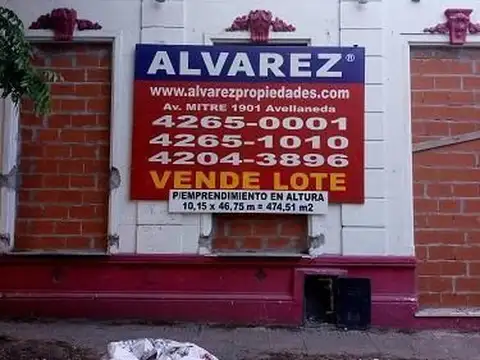 ALVAREZ®
www.alvarezpropiedades.com
Av. MITRE 1901 Avellaneda
4265-0001
4265-1010
4204-3896
VENDE LOTE
P/EMPRENDIMIENTO EN ALTURA
10,15 x 46,75 m = 474,51 m2